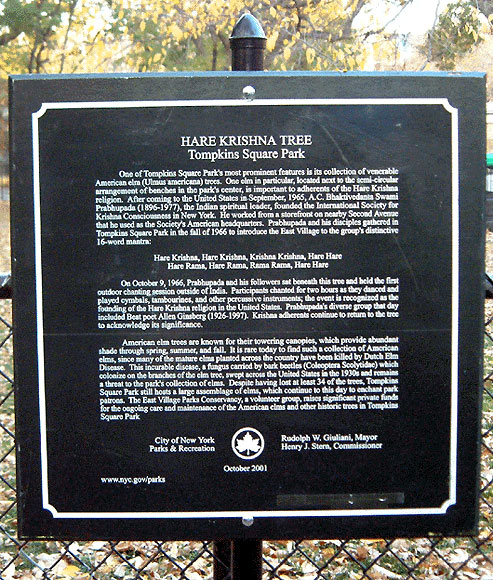 HARE KRISHNA TREE
Tompkins Square Park
One of Tompkins Square Park's most prominent features is its collection of venerable
American elm (Ulmus americana) trees. One elm in particular, located next to the semi-circular
arrangement of benches in the park's center, is important to adherents of the Hare Krishna
religion. After coming to the United States in September, 1965, A.C. Bhaktivedanta Swami
Prabhupada (1896-1977), the Indian spiritual leader, founded the International Society for
Krishna Consciousness in New York. He worked from a storefront on nearby Second Avenue
that he used as the Society's American headquarters. Prabhupada and his disciples gathered in
Tompkins Square Park in the fall of 1966 to introduce the East Village to the group's distinctive
16-word mantra:
Hare Krishna, Hare Krishna, Krishna Krishna, Hare Hare
Hare Rama, Hare Rama, Rama Rama, Hare Hare
On October 9, 1966, Prabhupada and his followers sat beneath this tree and held the first
outdoor chanting session outside of India. Participants chanted for two hours as they danced and
played cymbals, tambourines, and other percussive instruments; the event is recognized as the
founding of the Hare Krishna religion in the United States. Prabhupada's diverse group that day
included Beat poet Allen Ginsberg (1926-1997). Krishna adherents continue to return to the tree
to acknowledge its significance.
American elm trees are known for their towering canopies, which provide abundant
shade through spring, summer, and fall. It is rare today to find such a collection of American
elms, since many of the mature elms planted across the country have been killed by Dutch Elm
Disease. This incurable disease, a fungus carried by bark beetles (Coleoptera Scolytidae) which
colonize on the branches of the elm tree, swept across the United States in the 1930s and remains
a threat to the park's collection of elms. Despite having lost at least 34 of the trees, Tompkins
Square Park still hosts a large assemblage of elms, which continue to this day to enchant park
patrons. The East Village Parks Conservancy, a volunteer group, raises significant private funds
for the ongoing care and maintenance of the American elms and other historic trees in Tompkins
Square Park
City of New York
Parks & Recreation
Rudolph W. Giuliani, Mayor
Henry J. Stern, Commissioner
October 2001
www.nyc.gov/parks